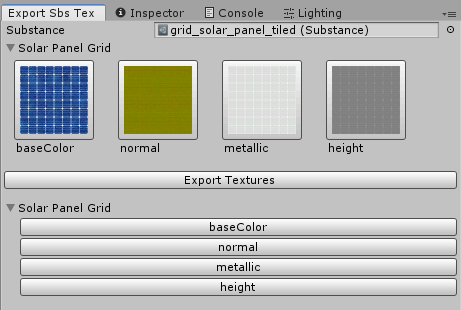 Export Sbs Tex Inspector Console Lighting
Substance grid_solar_panel_tiled (Substance)
Solar Panel Grid
baseColor normal metallic height
Export Textures
Solar Panel Grid
baseColor
normal
metallic
height